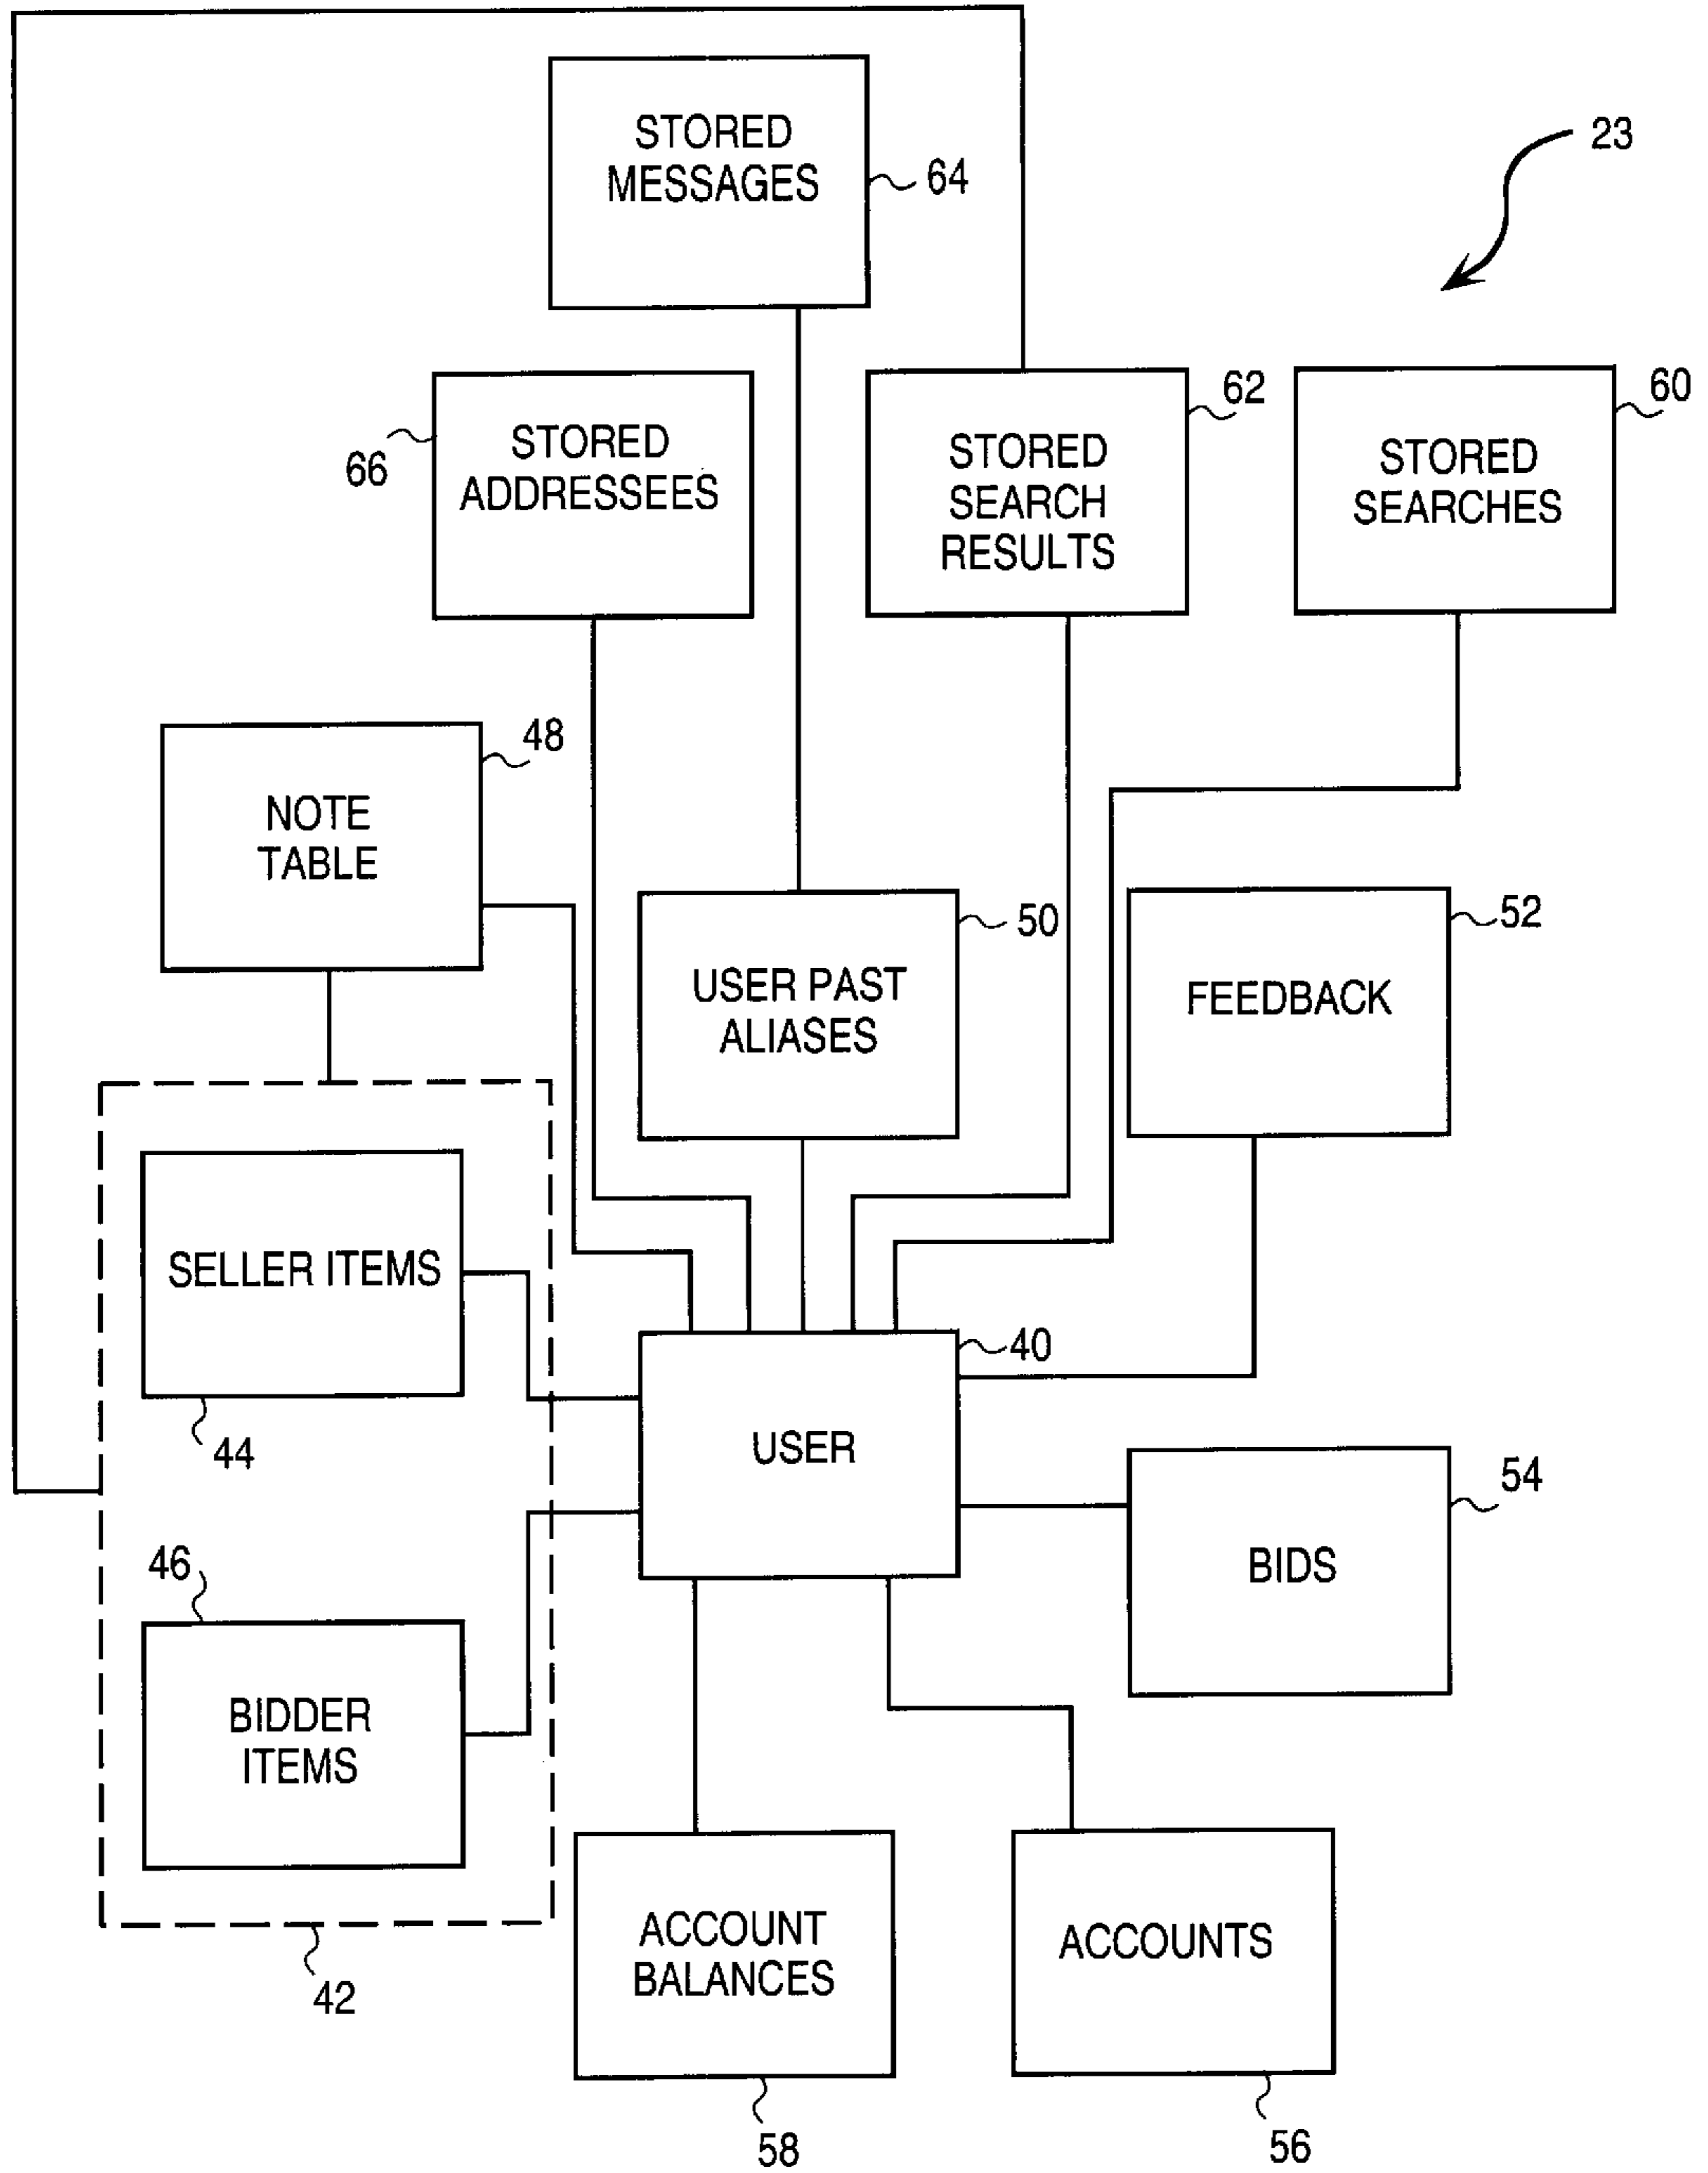 23
STORED
MESSAGES
64
62
60
STORED
ADDRESSEES
66
STORED
SEARCH
RESULTS
STORED
SEARCHES
48
NOTE
TABLE
50
52
USER PAST
ALIASES
FEEDBACK
SELLER ITEMS
44
40
USER
54
BIDS
46
BIDDER
ITEMS
42
ACCOUNT
BALANCES
58
ACCOUNTS
56